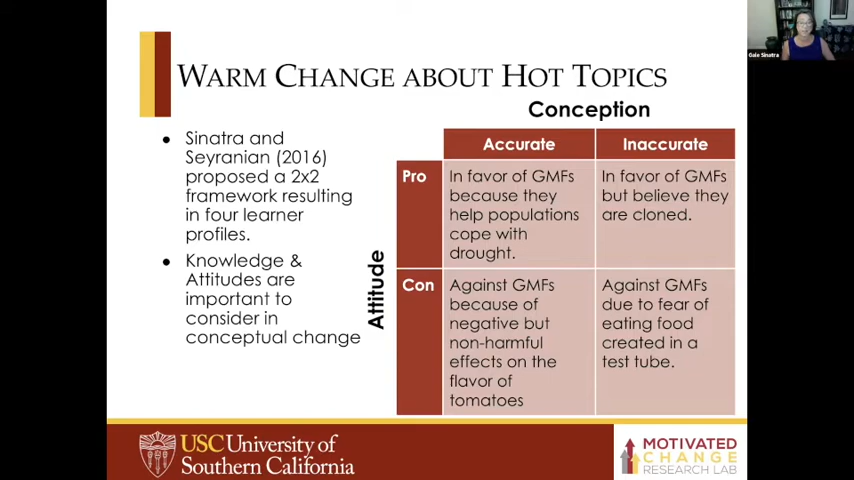 Gale Sinatra
WARM CHANGE ABOUT HOT TOPICS
● Sinatra and
Seyranian (2016)
proposed a 2x2
framework resulting
in four learner
profiles.
● Knowledge &
Attitudes are
important to
consider in
conceptual change
Conception
Accurate
Inaccurate
Attitude
Pro
In favor of GMFs
because they
help populations
cope with
drought.
In favor of GMFs
but believe they
are cloned.
Con
Against GMFs
because of
negative but
non-harmful
effects on the
flavor of
tomatoes
Against GMFs
due to fear of
eating food
created in a
test tube.
USC University of
Southern California
MOTIVATED
CHANGE
RESEARCH LAB